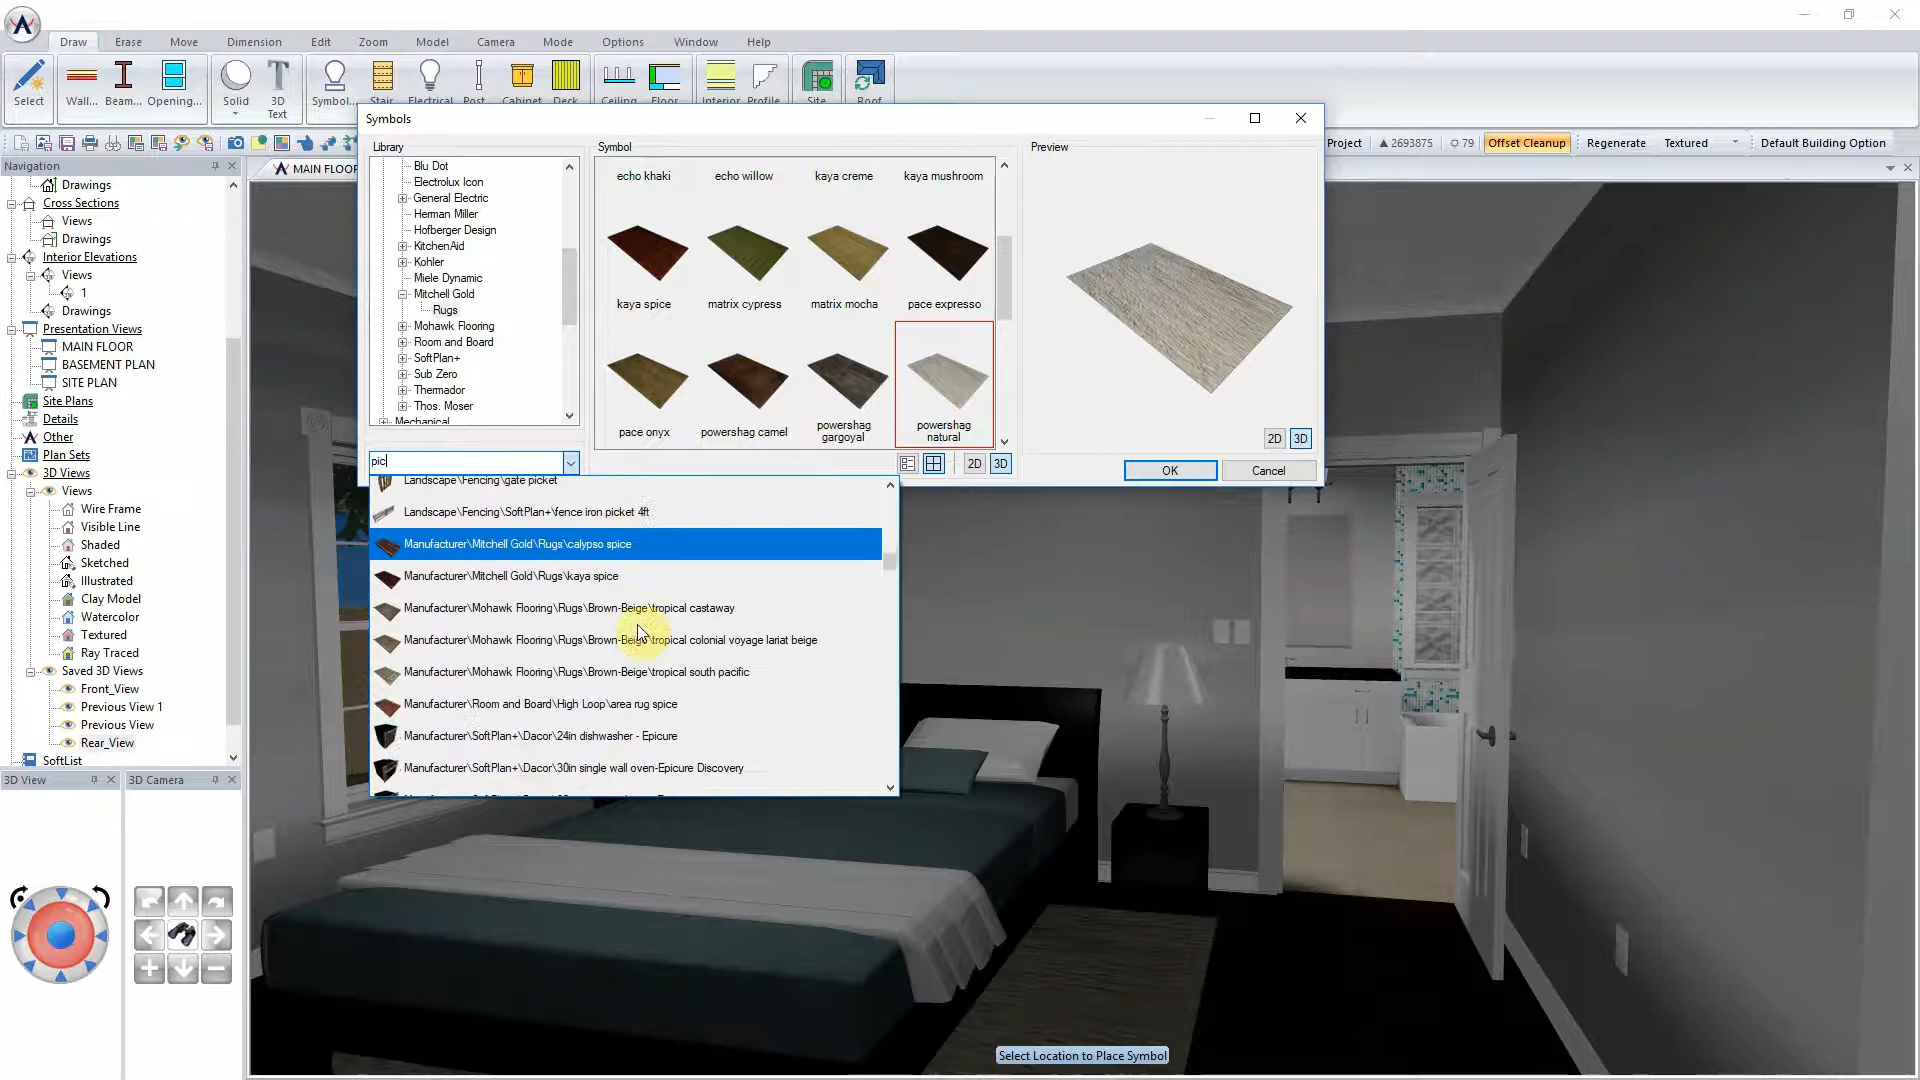 Draw Erase Move Dimension Edit Zoom Model Camera Mode Options Window Help
Select Wall... Beam... Opening... Solid 3D Text Symbol... Stair Electrical Post Cabinet Deck Ceiling Floor Interior Profile Site Roof
Project 2693875 79 Offset Cleanup Regenerate Textured Default Building Option
Navigation
Drawings
Cross Sections
Views
Drawings
Interior Elevations
Views
1
Drawings
Presentation Views
MAIN FLOOR
BASEMENT PLAN
SITE PLAN
Site Plans
Details
Other
Plan Sets
3D Views
Views
Wire Frame
Visible Line
Shaded
Sketched
Illustrated
Clay Model
Watercolor
Textured
Ray Traced
Saved 3D Views
Front_View
Previous View 1
Previous View
Rear_View
SoftList
3D View
3D Camera
MAIN FLOOR
Symbols
Library
Blu Dot
Electrolux Icon
General Electric
Herman Miller
Hofberger Design
KitchenAid
Kohler
Miele Dynamic
Mitchell Gold
Rugs
Mohawk Flooring
Room and Board
SoftPlan+
Sub Zero
Thermador
Thos. Moser
Mechanical
Symbol
echo khaki echo willow kaya creme kaya mushroom
kaya spice matrix cypress matrix mocha pace expresso
pace onyx powershag camel powershag gargoyal powershag natural
Preview
2D 3D
pic
2D 3D
OK Cancel
Landscape\Fencing\gate picket
Landscape\Fencing\SoftPlan+\fence iron picket 4ft
Manufacturer\Mitchell Gold\Rugs\calypso spice
Manufacturer\Mitchell Gold\Rugs\kaya spice
Manufacturer\Mohawk Flooring\Rugs\Brown-Beige\tropical castaway
Manufacturer\Mohawk Flooring\Rugs\Brown-Beige\tropical colonial voyage lariat beige
Manufacturer\Mohawk Flooring\Rugs\Brown-Beige\tropical south pacific
Manufacturer\Room and Board\High Loop\area rug spice
Manufacturer\SoftPlan+\Dacor\24in dishwasher - Epicure
Manufacturer\SoftPlan+\Dacor\30in single wall oven-Epicure Discovery
Select Location to Place Symbol